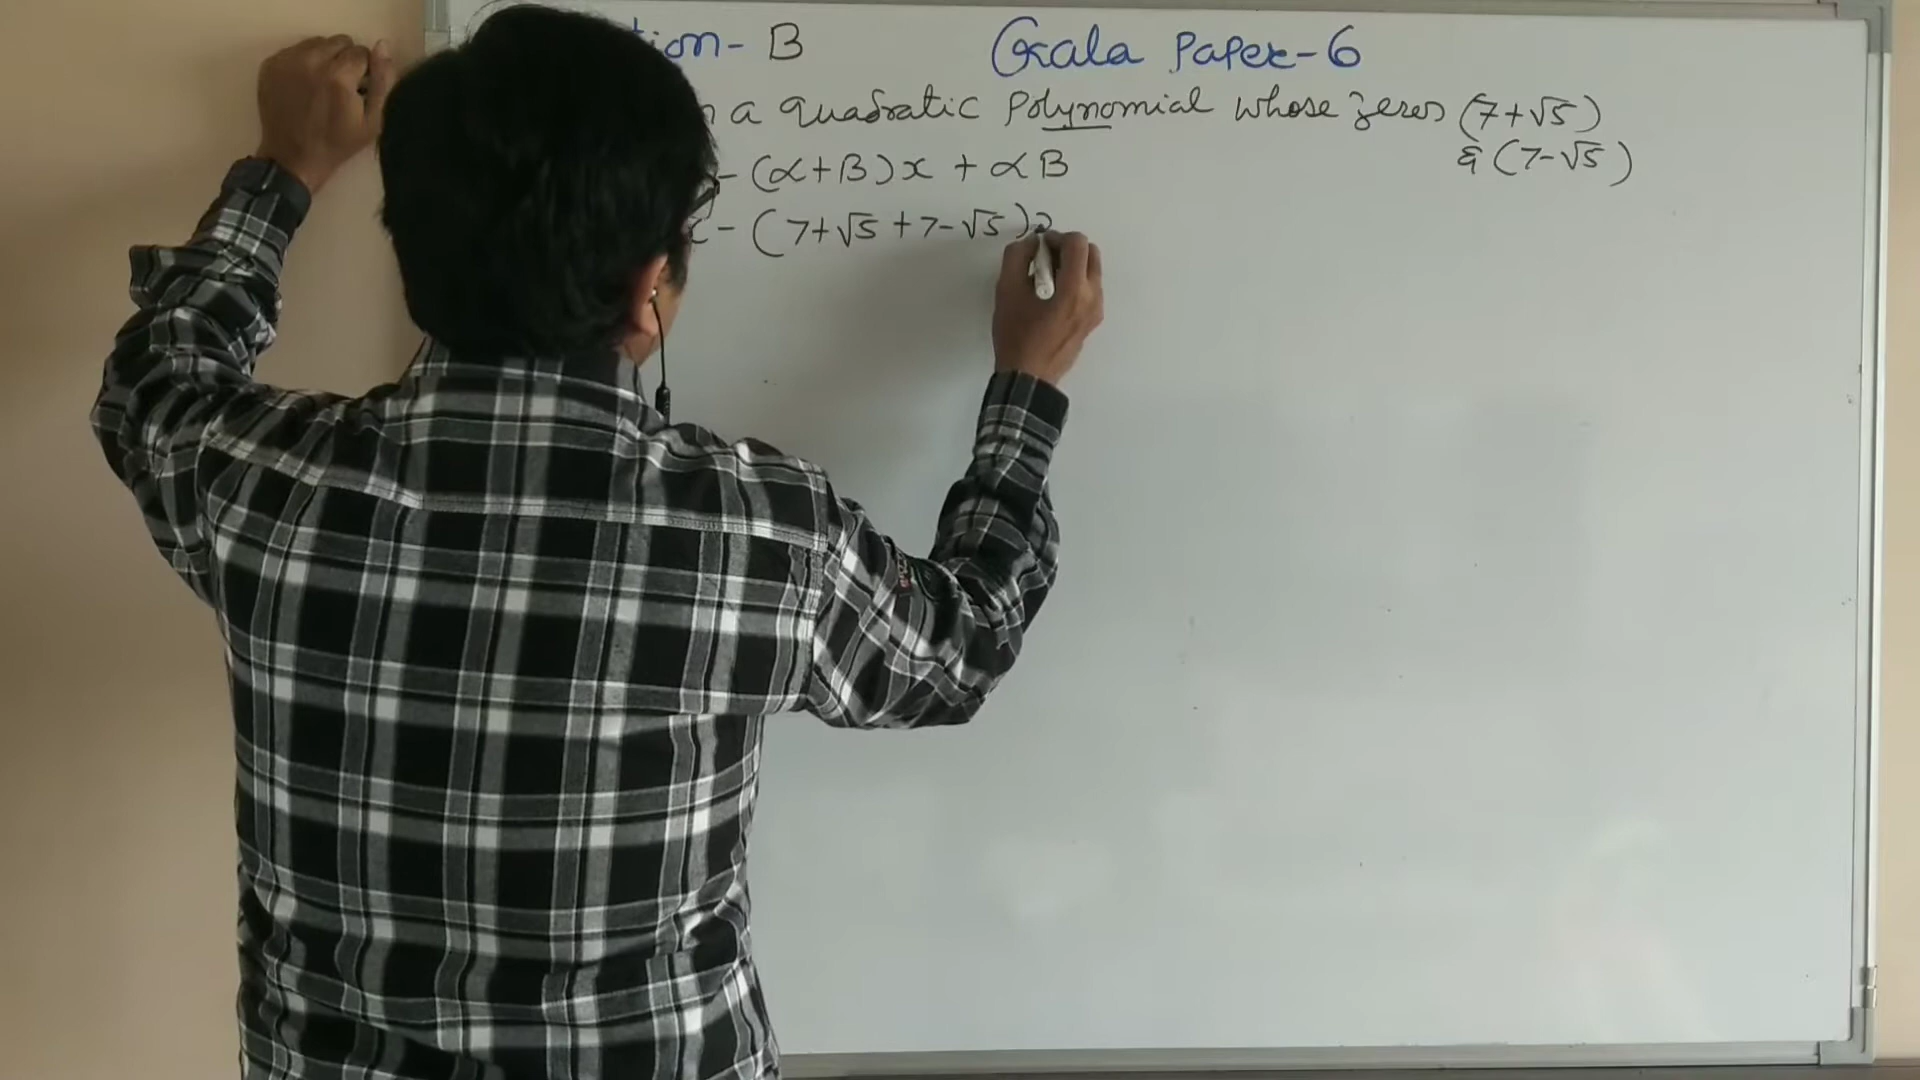 tion- B Gala Paper-6
a quadratic polynomial whose zeros (7+√5)
& (7-√5)
- (α+B)x + αB
- (7+√5 +7-√5)